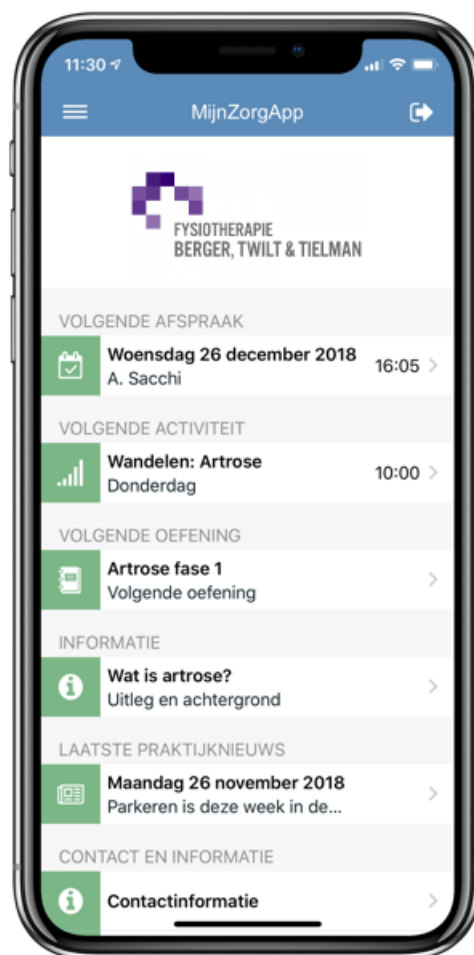 11:30
MijnZorgApp
FYSIOTHERAPIE
BERGER, TWILT & TIELMAN
VOLGENDE AFSPRAAK
Woensdag 26 december 2018
A. Sacchi
16:05
VOLGENDE ACTIVITEIT
Wandelen: Artrose
Donderdag
10:00
VOLGENDE OEFENING
Artrose fase 1
Volgende oefening
INFORMATIE
Wat is artrose?
Uitleg en achtergrond
LAATSTE PRAKTIJKNIEUWS
Maandag 26 november 2018
Parkeren is deze week in de...
CONTACT EN INFORMATIE
Contactinformatie